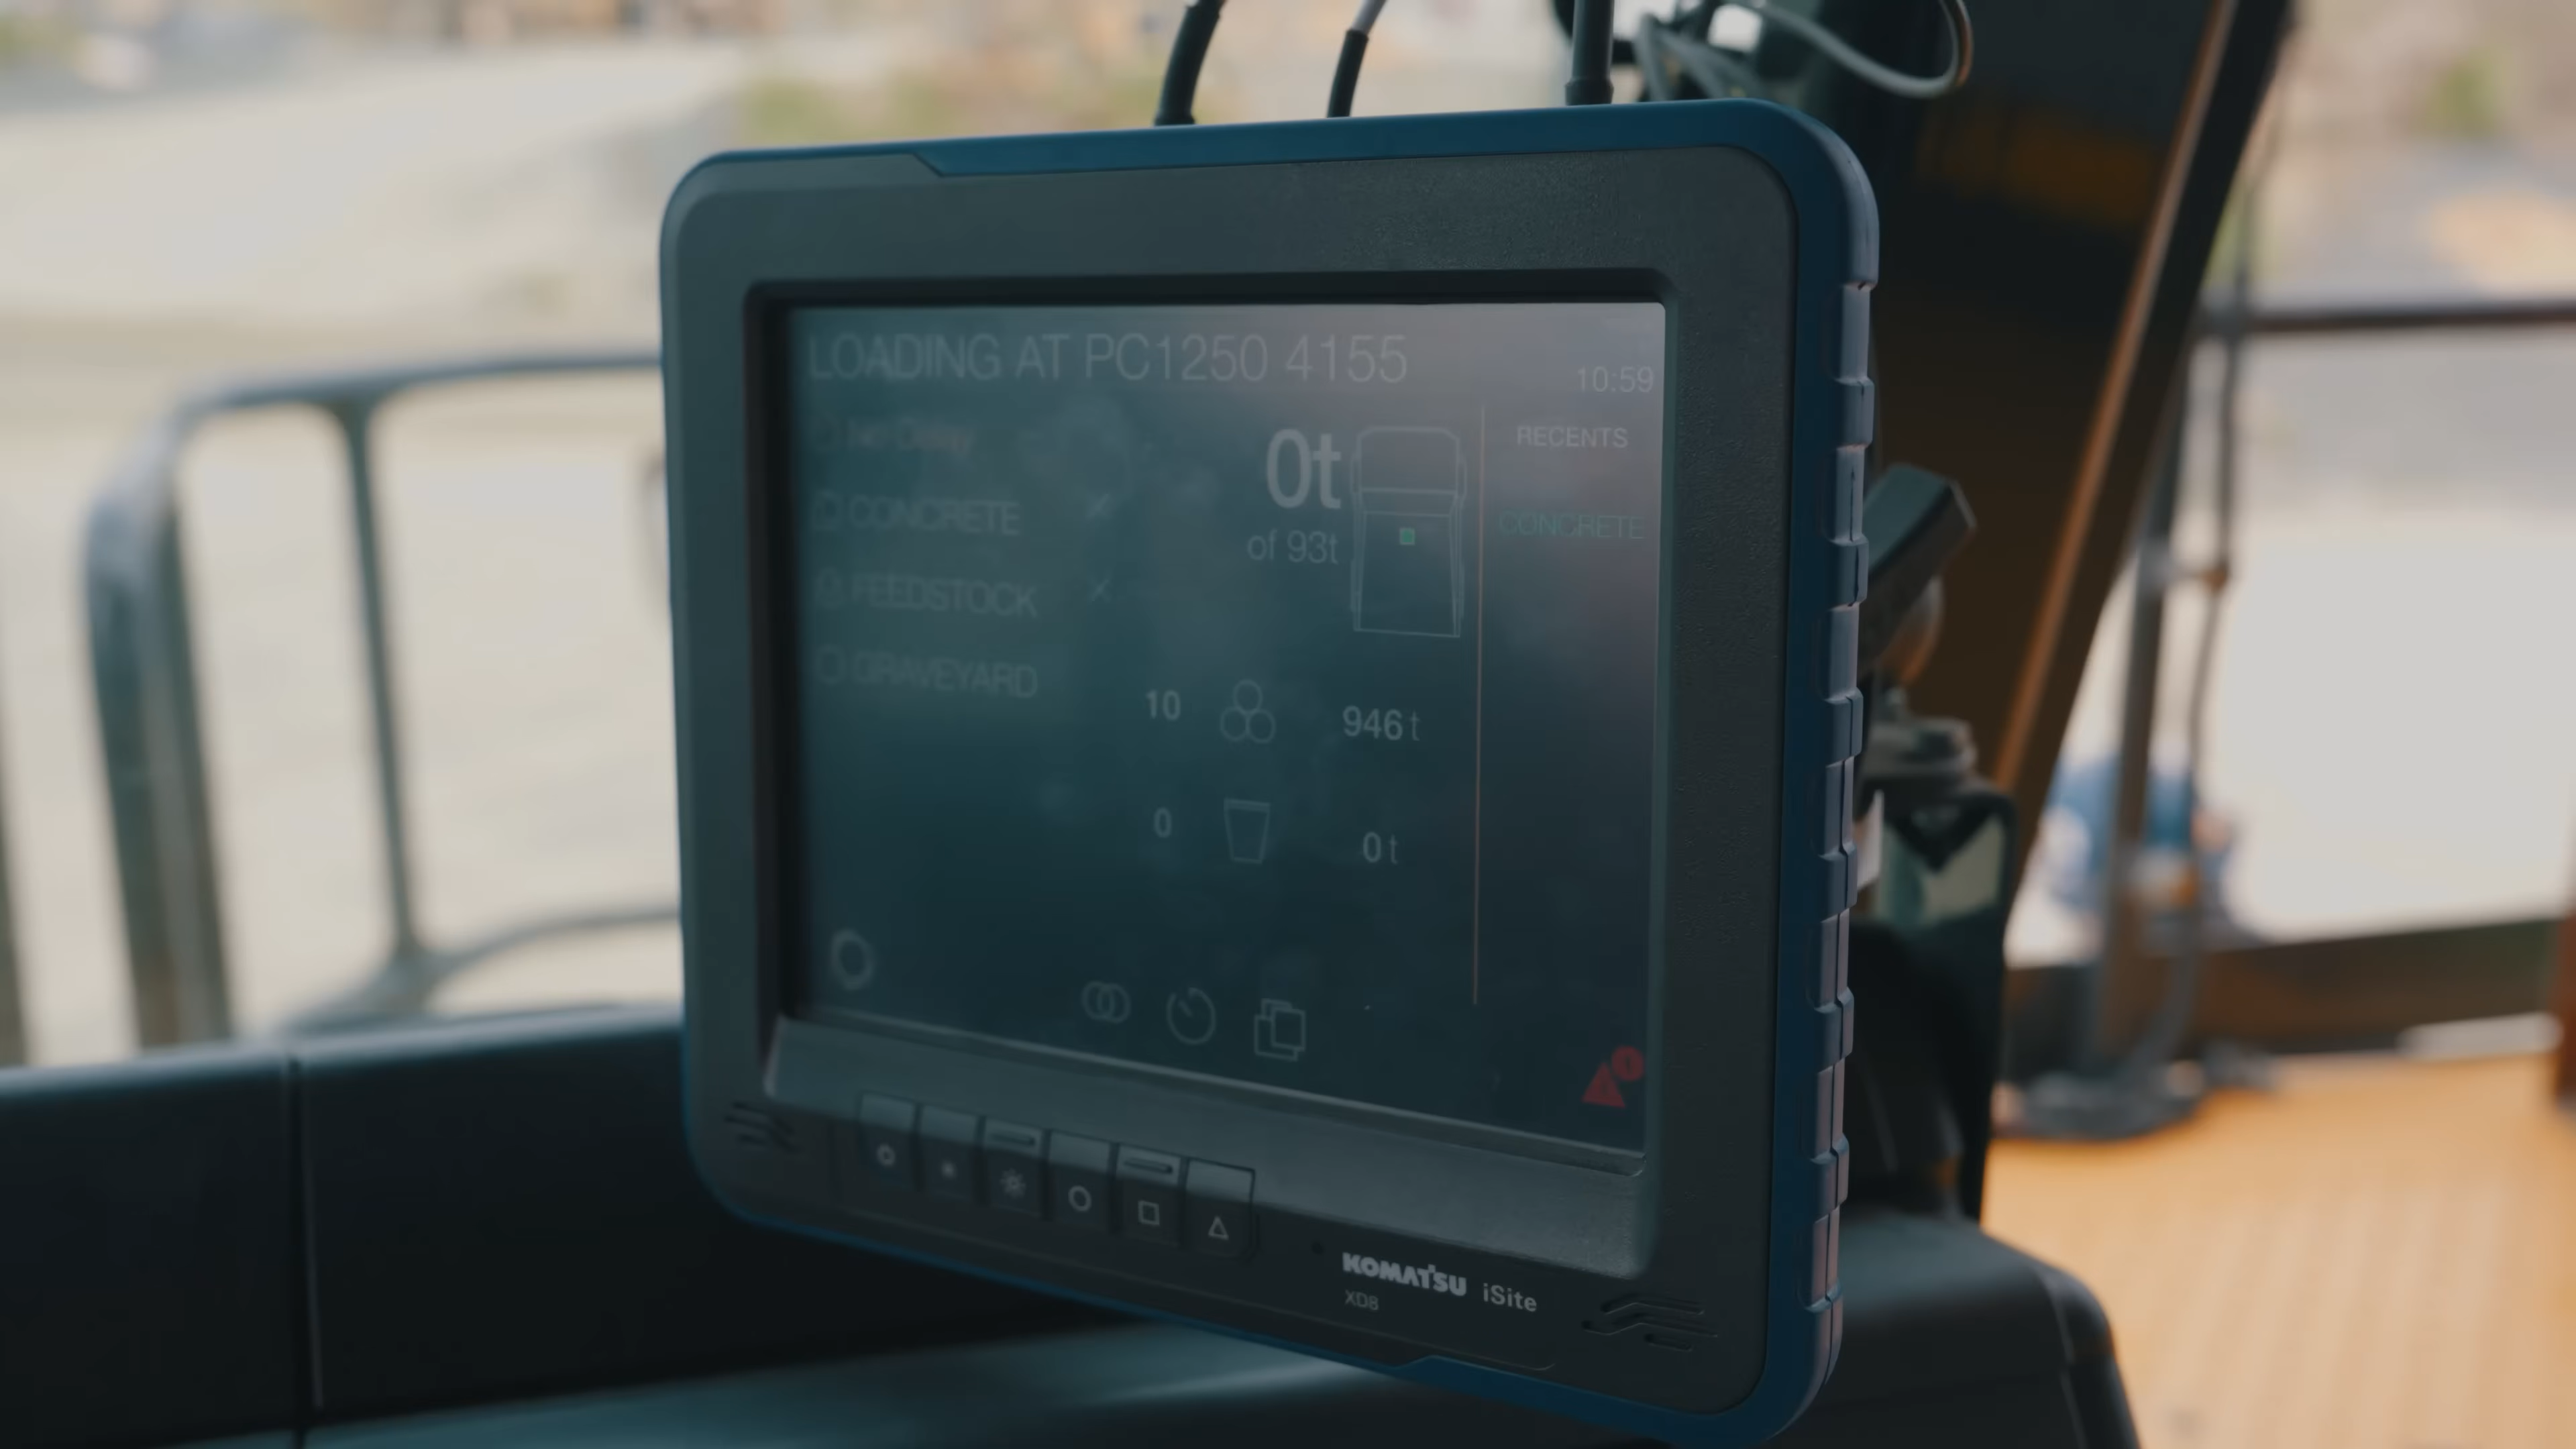 LOADING AT PC1250 4155
10:59
RECENTS
0t
of 93t
CONCRETE
CONCRETE
FEEDSTOCK
GRAVEYARD
10 946 t
0 0 t
KOMATSU iSite
XD8